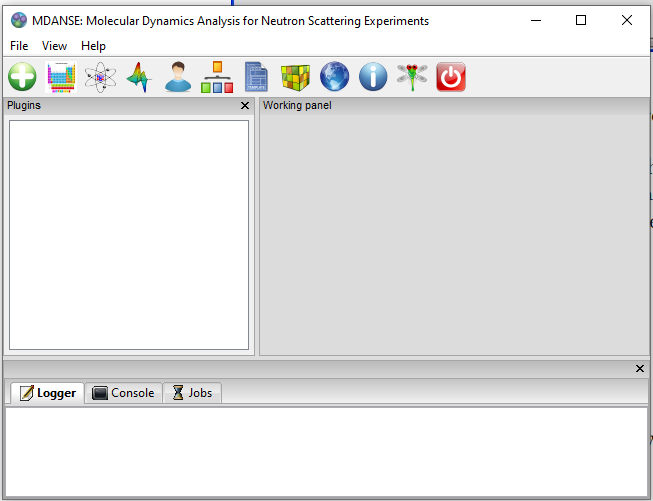 MDANSE: Molecular Dynamics Analysis for Neutron Scattering Experiments
File View Help
Plugins
Working panel
Logger Console Jobs